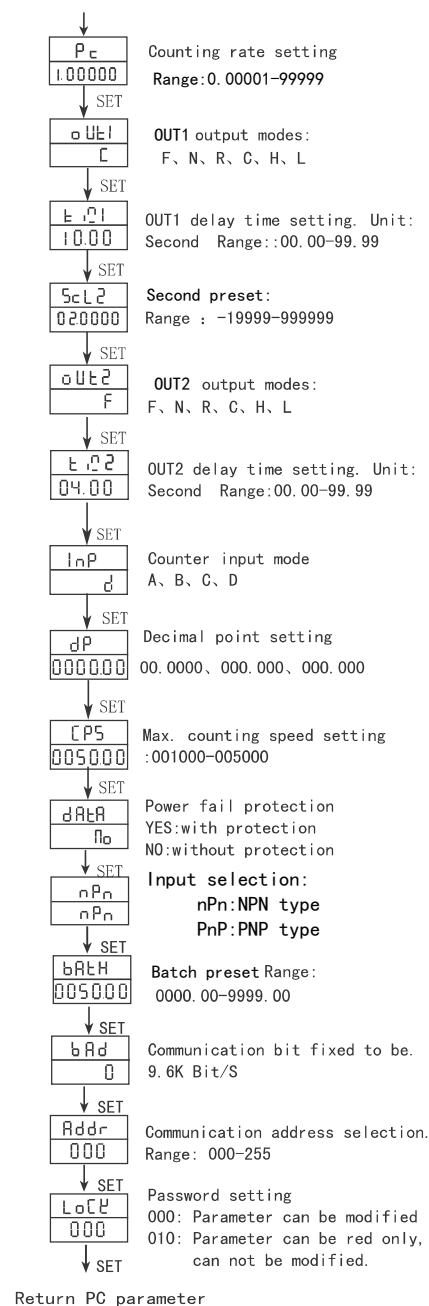 Pc
Counting rate setting
1.00000
Range:0.00001-99999
SET
oUt1
OUT1 output modes:
C
F、N、R、C、H、L
SET
tin1
OUT1 delay time setting. Unit:
10.00
Second Range::00.00-99.99
SET
ScL2
Second preset:
02.0000
Range : -19999-999999
SET
oUt2
OUT2 output modes:
F
F、N、R、C、H、L
SET
tin2
OUT2 delay time setting. Unit:
04.00
Second Range:00.00-99.99
SET
InP
Counter input mode
d
A、B、C、D
SET
dP
Decimal point setting
0000.00
00.0000、000.000、000.000
SET
CPS
Max. counting speed setting
0050.00
:001000-005000
SET
dAtA
Power fail protection
YES:with protection
No
NO:without protection
SET
Input selection:
nPn
nPn:NPN type
nPn
PnP:PNP type
SET
bAtH
Batch preset Range:
0050.00
0000.00-9999.00
SET
bAd
Communication bit fixed to be.
0
9.6K Bit/S
SET
Addr
Communication address selection.
000
Range: 000-255
SET
LoCK
Password setting
000
000: Parameter can be modified
010: Parameter can be red only,
can not be modified.
SET
Return PC parameter